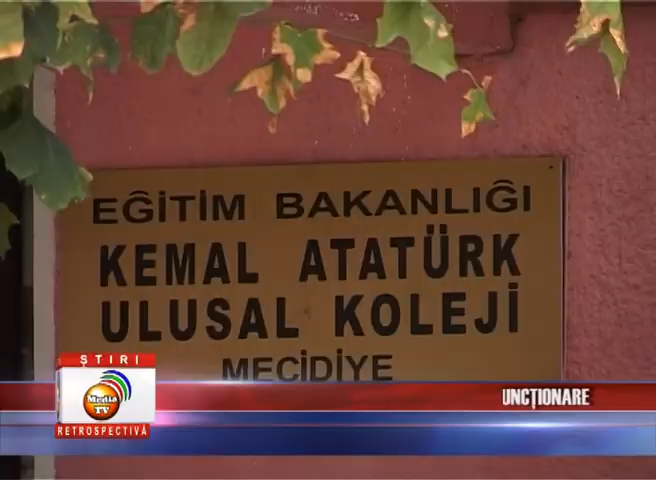 EĞİTİM BAKANLIĞI
KEMAL ATATÜRK
ULUSAL KOLEJİ
MECİDİYE
ŞTIRI
Media
TV
RETROSPECTIVĂ
UNCȚIONARE